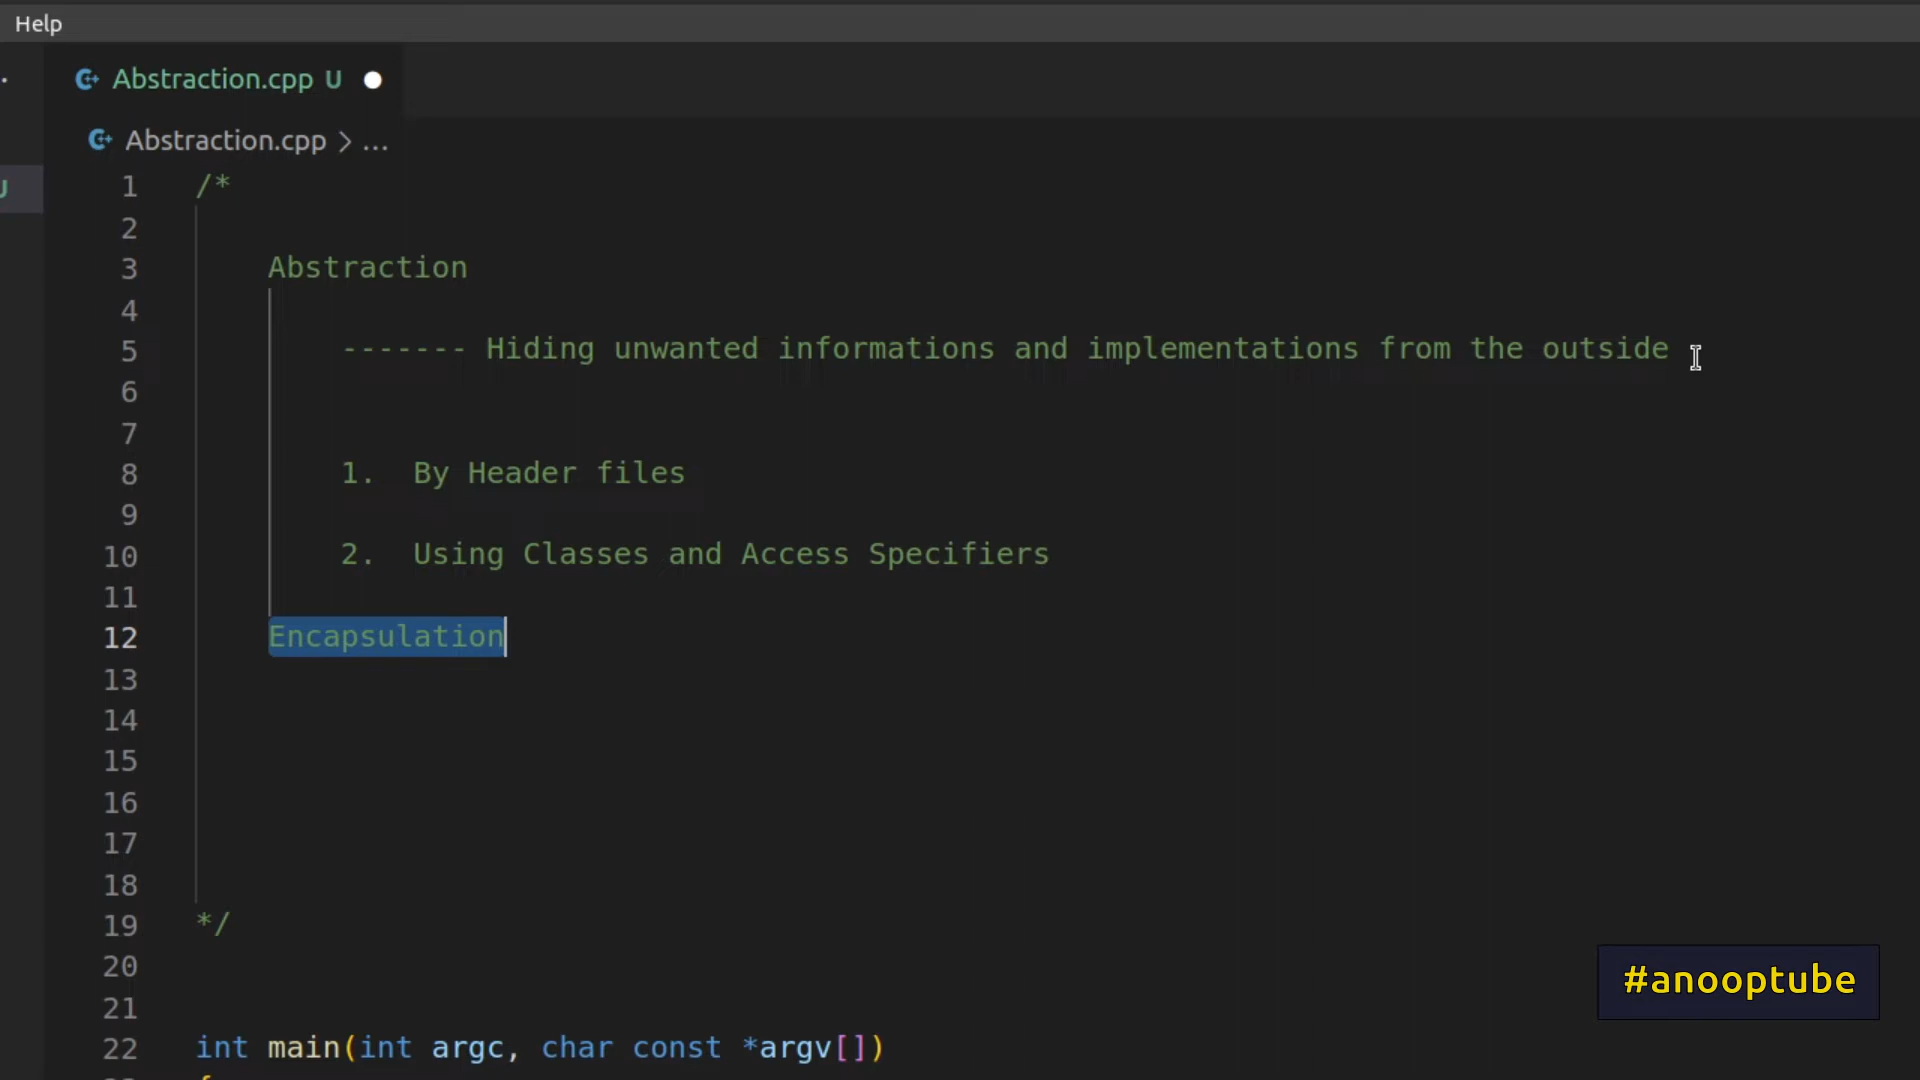 Help
Abstraction.cpp U
Abstraction.cpp > ...
U
1 /*
2
3 Abstraction
4
5 ------- Hiding unwanted informations and implementations from the outside
6
7
8 1. By Header files
9
10 2. Using Classes and Access Specifiers
11
12 Encapsulation
13
14
15
16
17
18
19 */
20
21
22 int main(int argc, char const *argv[])
#anooptube